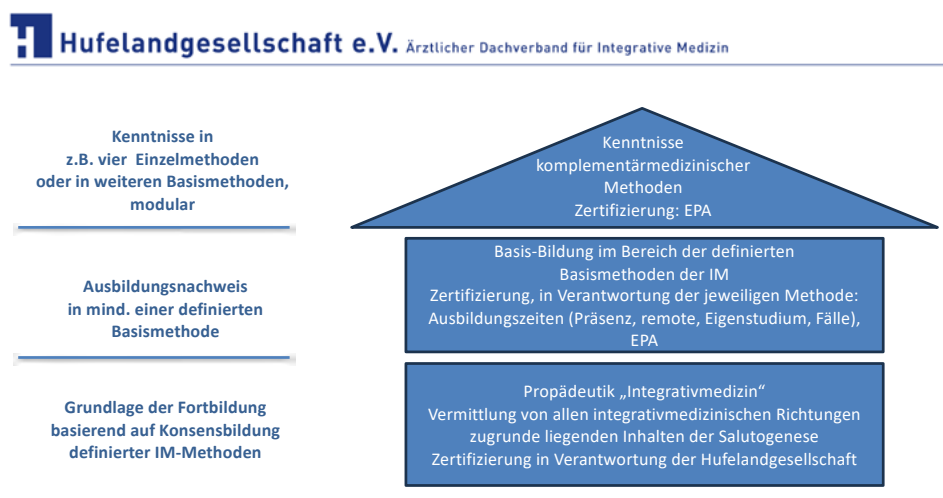 Hufelandgesellschaft e.V. Ärztlicher Dachverband für Integrative Medizin
Kenntnisse in
z.B. vier Einzelmethoden
oder in weiteren Basismethoden,
modular
Kenntnisse
komplementärmedizinischer
Methoden
Zertifizierung: EPA
Ausbildungsnachweis
in mind. einer definierten
Basismethode
Basis-Bildung im Bereich der definierten
Basismethoden der IM
Zertifizierung, in Verantwortung der jeweiligen Methode:
Ausbildungszeiten (Präsenz, remote, Eigenstudium, Fälle),
EPA
Grundlage der Fortbildung
basierend auf Konsensbildung
definierter IM-Methoden
Propädeutik „Integrativmedizin“
Vermittlung von allen integrativmedizinischen Richtungen
zugrunde liegenden Inhalten der Salutogenese
Zertifizierung in Verantwortung der Hufelandgesellschaft